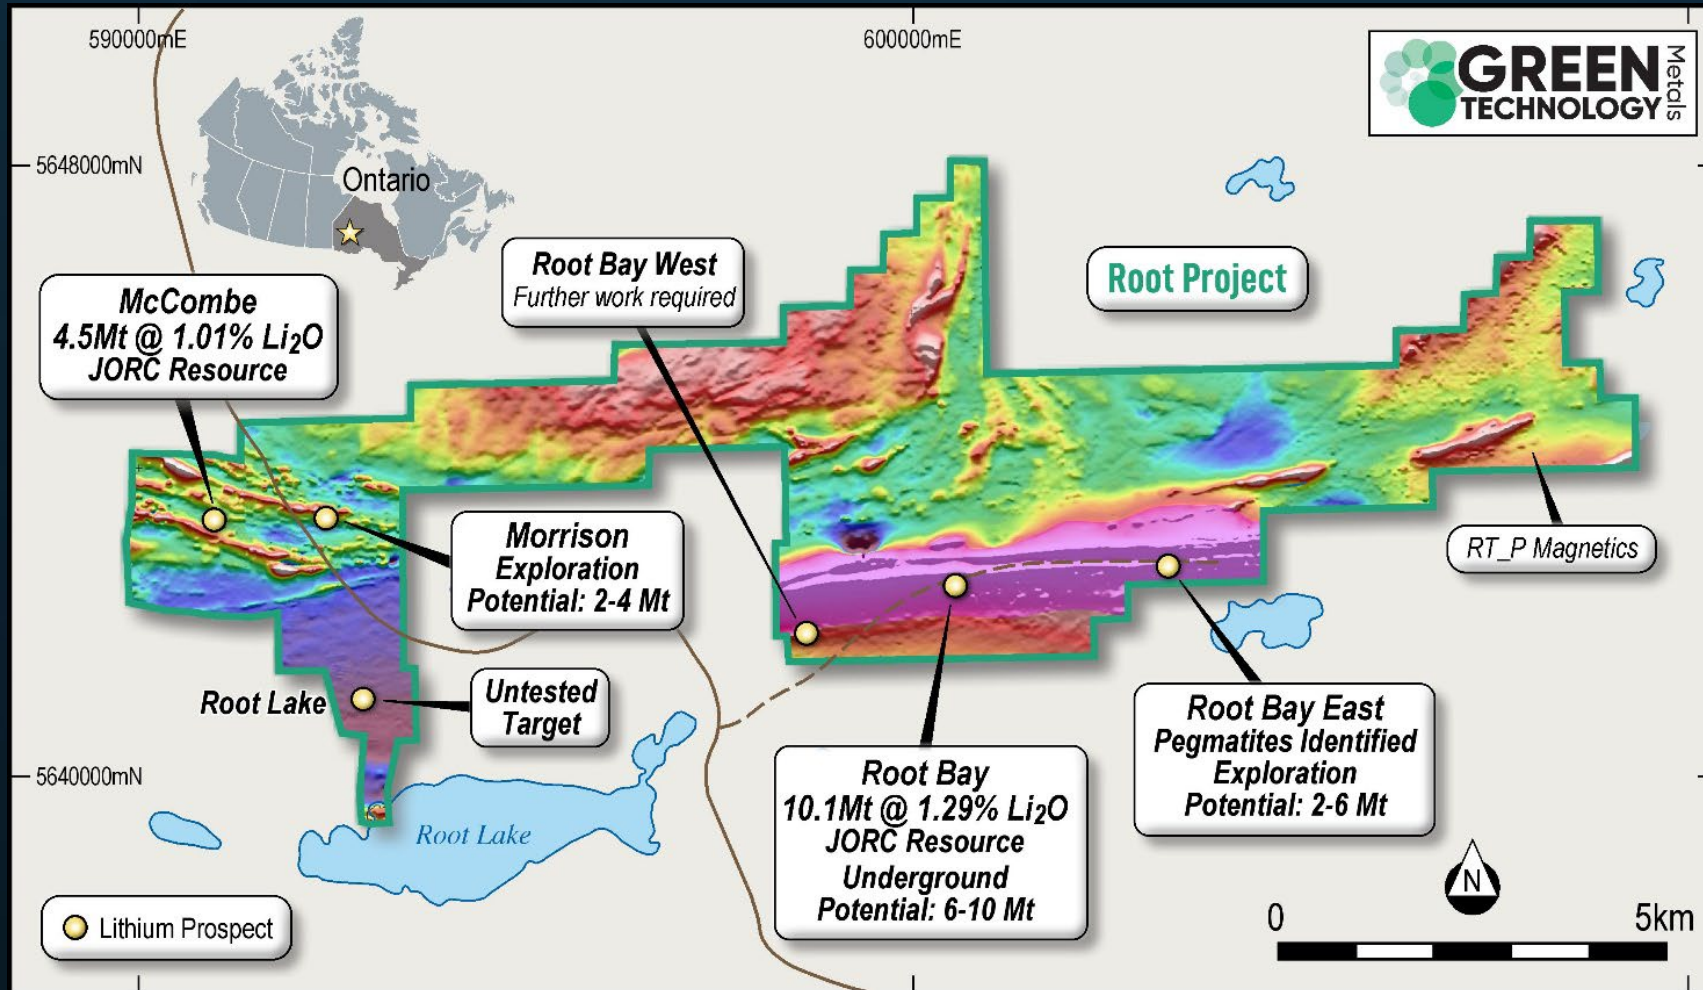 590000mE
600000mE
GREEN
TECHNOLOGY
Metals
5648000mN
Ontario
Root Bay West
Further work required
Root Project
McCombe
4.5Mt @ 1.01% Li₂O
JORC Resource
Morrison
Exploration
Potential: 2-4 Mt
RT_P Magnetics
Root Lake
Untested
Target
Root Bay East
Pegmatites Identified
Exploration
Potential: 2-6 Mt
5640000mN
Root Bay
10.1Mt @ 1.29% Li₂O
JORC Resource
Underground
Potential: 6-10 Mt
Root Lake
N
Lithium Prospect
0
5km